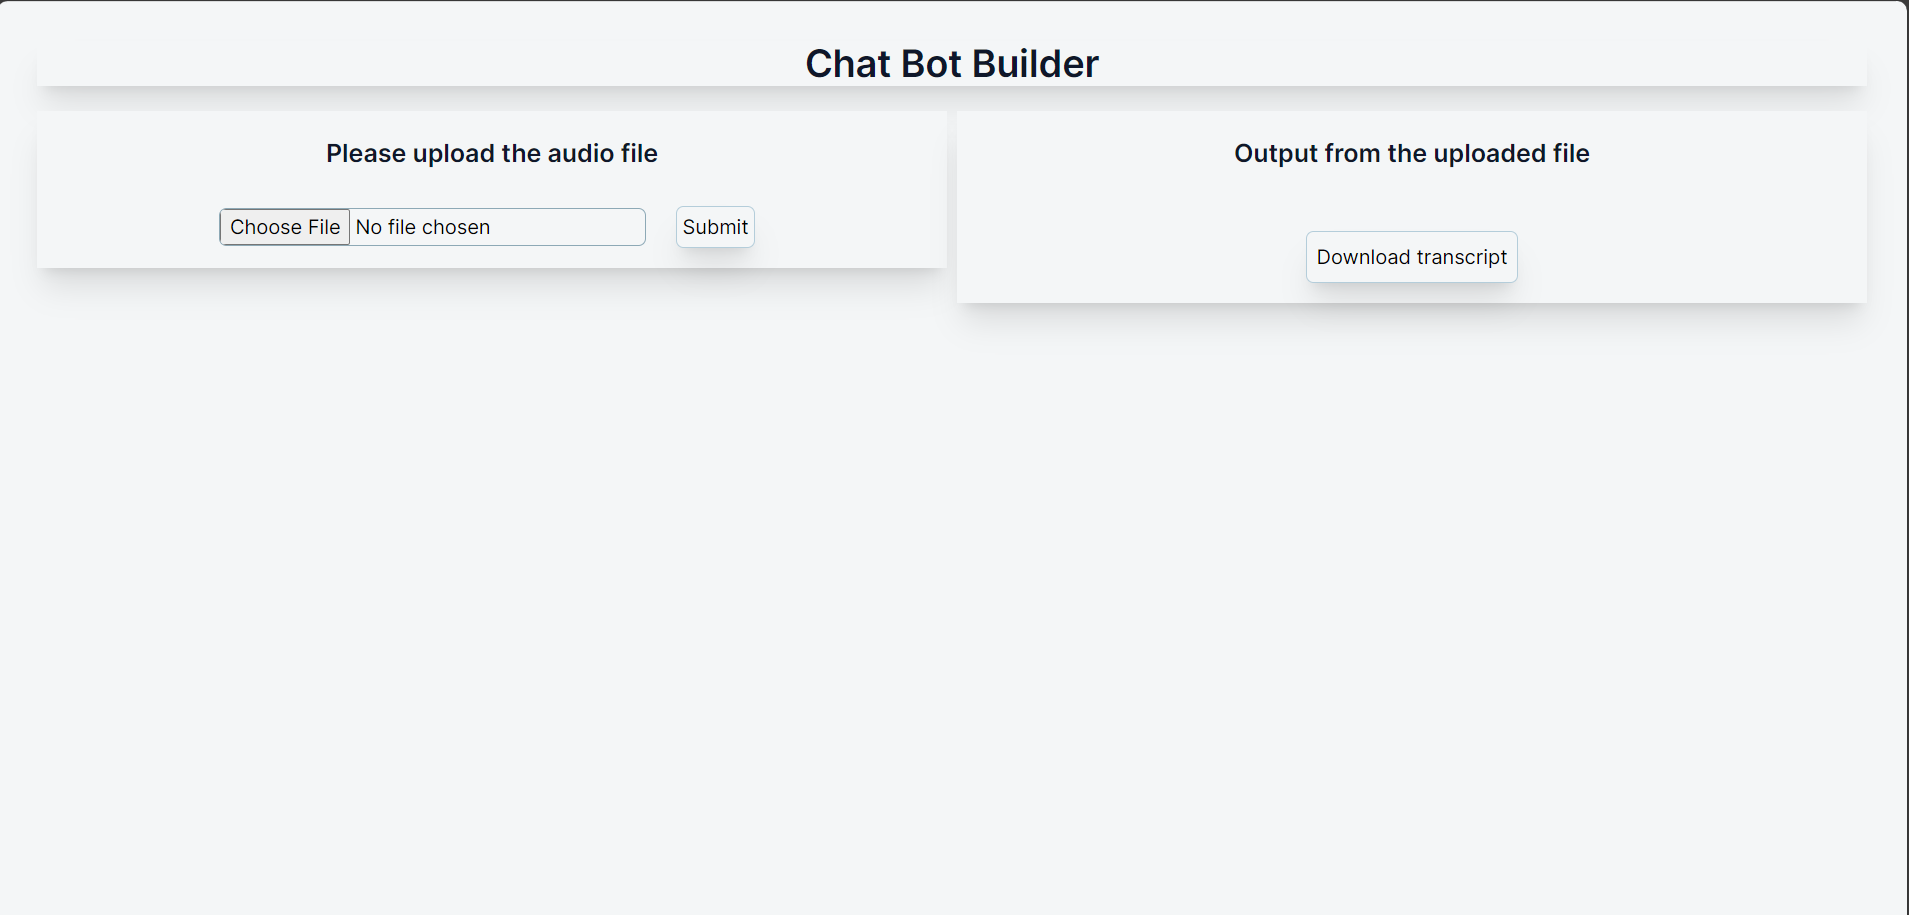 Chat Bot Builder
Please upload the audio file
Choose File No file chosen Submit
Output from the uploaded file
Download transcript